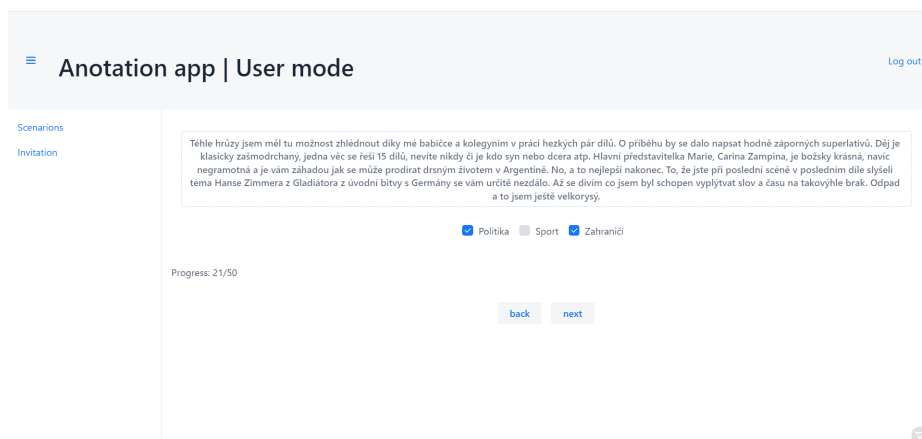 Anotation app | User mode
Log out
Scenarions
Invitation
Téhle hrůzy jsem měl tu možnost zhlédnout díky mé babičce a kolegyním v práci hezkých pár dílů. O příběhu by se dalo napsat hodně záporných superlativů. Děj je
klasicky zašmodrchaný, jedna věc se řeší 15 dílů, nevíte nikdy či je kdo syn nebo dcera atp. Hlavní představitelka Marie, Carina Zampina, je božsky krásná, navíc
negramotná a je vám záhadou jak se může prodírat drsným životem v Argentině. No, a to nejlepší nakonec. To, že jste při poslední scéně v posledním díle slyšeli
téma Hanse Zimmera z Gladiátora z úvodní bitvy s Germány se vám určitě nezdálo. Až se divím co jsem byl schopen vyplýtvat slov a času na takovýhle brak. Odpad
a to jsem ještě velkorysý.
Politika Sport Zahraničí
Progress: 21/50
back next